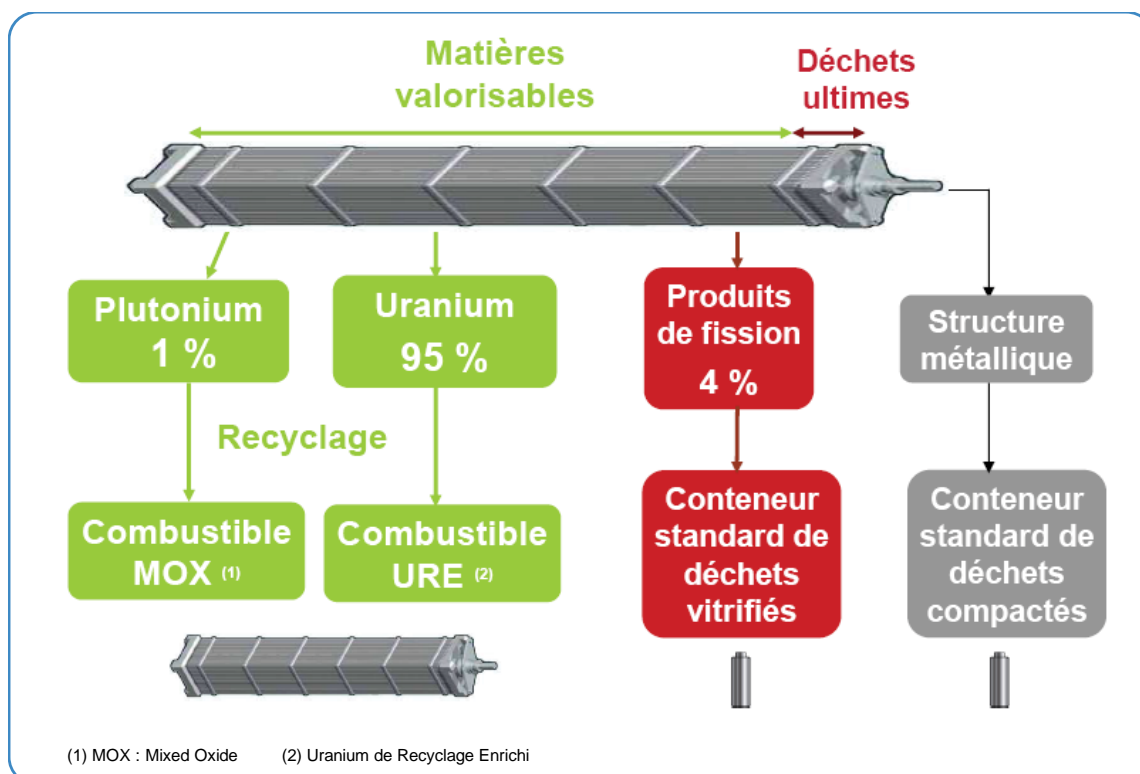 Matières
valorisables
Déchets
ultimes
Plutonium
1 %
Uranium
95 %
Produits
de fission
4 %
Structure
métallique
Recyclage
Combustible
MOX (1)
Combustible
URE (2)
Conteneur
standard de
déchets
vitrifiés
Conteneur
standard de
déchets
compactés
(1) MOX : Mixed Oxide (2) Uranium de Recyclage Enrichi